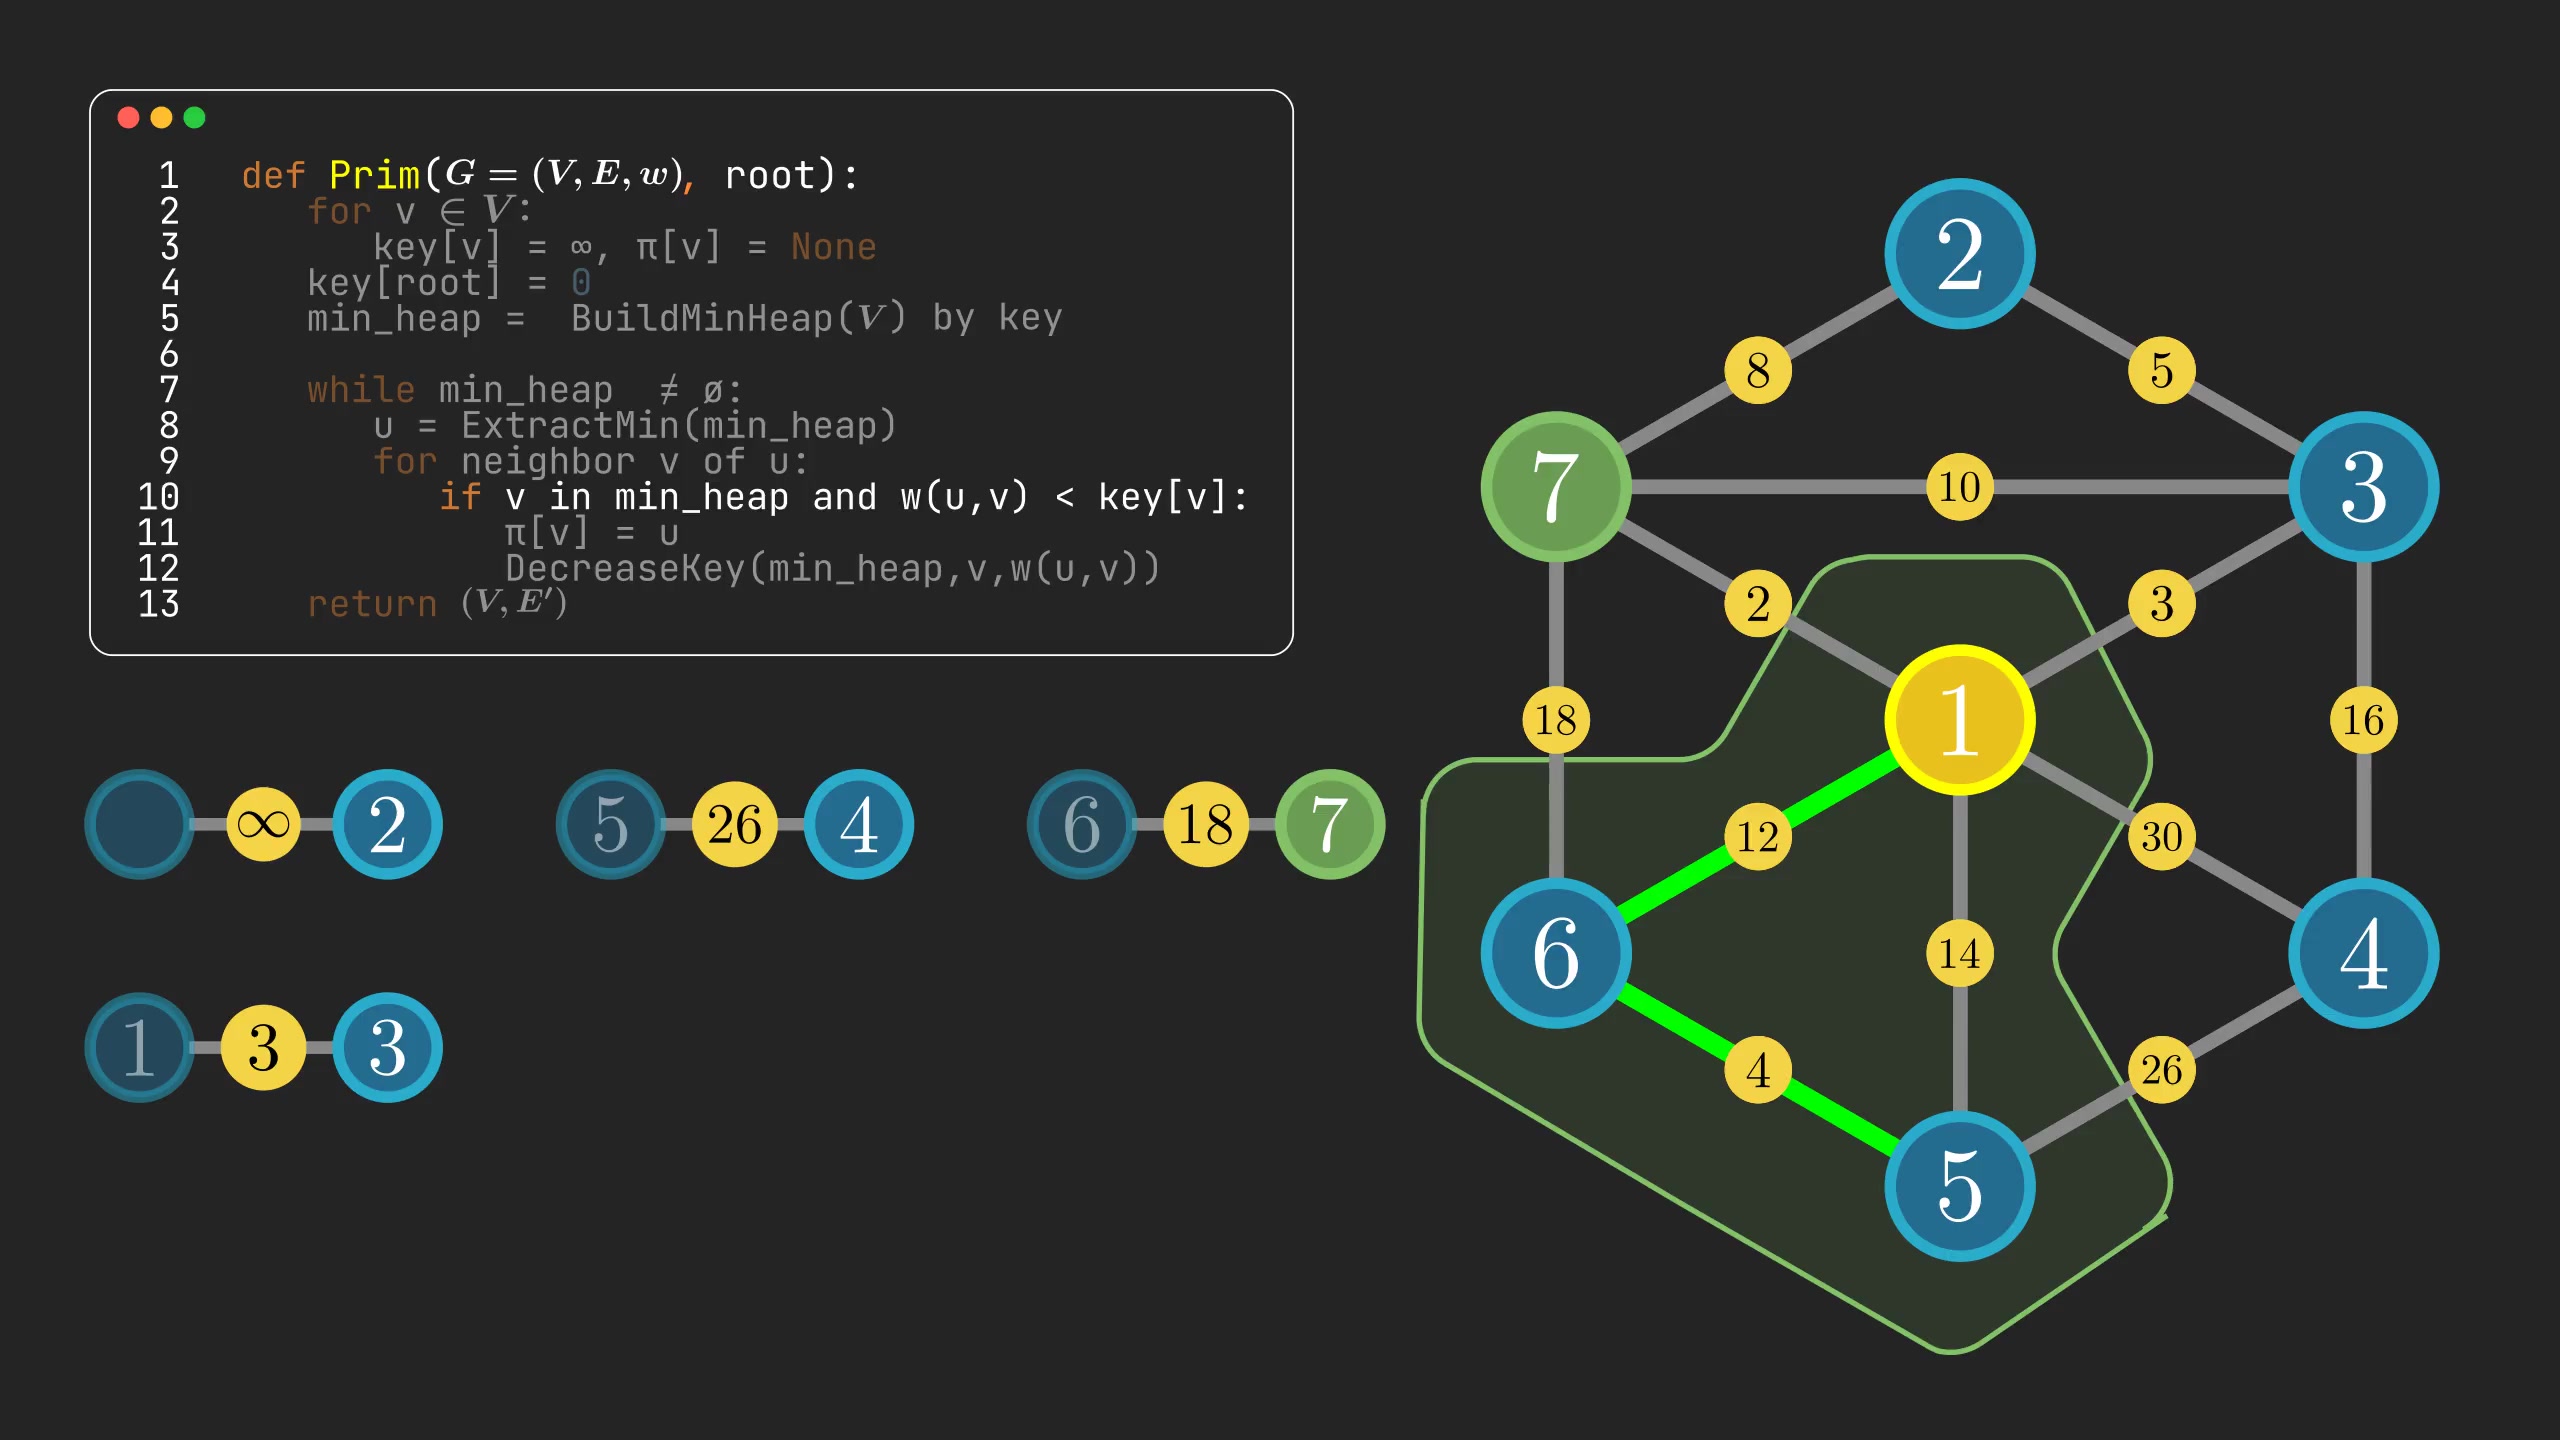 1 def Prim(G = (V, E, w), root):
2 for v ∈ V:
3 key[v] = ∞, π[v] = None
4 key[root] = 0
5 min_heap = BuildMinHeap(V) by key
6
7 while min_heap ≠ ø:
8 u = ExtractMin(min_heap)
9 for neighbor v of u:
10 if v in min_heap and w(u,v) < key[v]:
11 π[v] = u
12 DecreaseKey(min_heap,v,w(u,v))
13 return (V, E′)
∞ 2
5 26 4
6 18 7
1 3 3
2
8 5
7 10 3
2 3
18 1 16
12 30
6 14 4
4 26
5